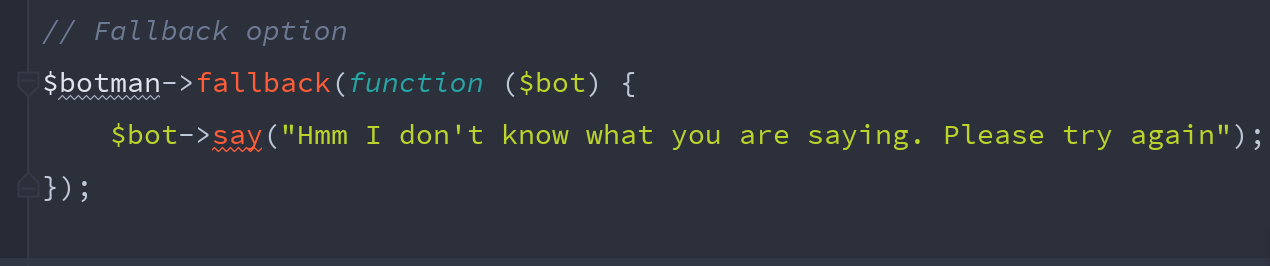 // Fallback option
$botman->fallback(function ($bot) {
    $bot->say("Hmm I don't know what you are saying. Please try again");
});